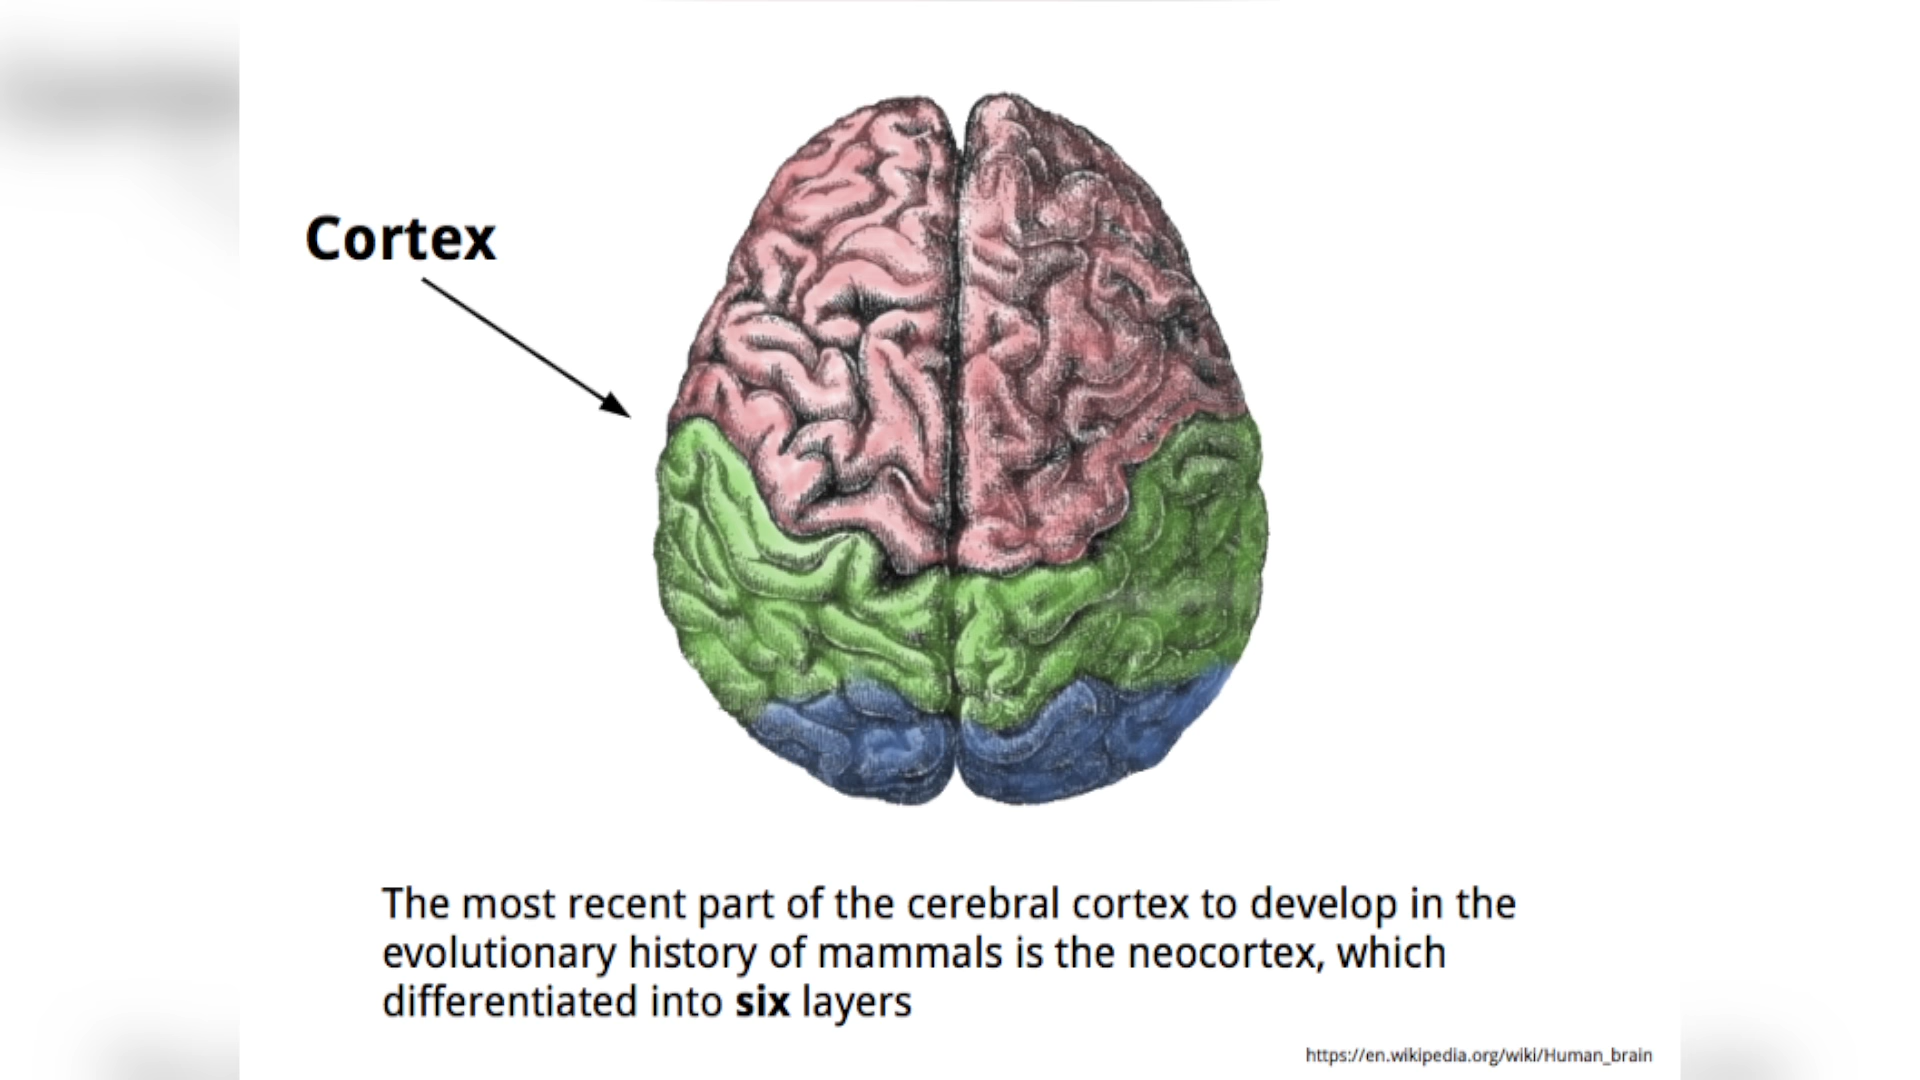 Cortex
The most recent part of the cerebral cortex to develop in the
evolutionary history of mammals is the neocortex, which
differentiated into six layers
https://en.wikipedia.org/wiki/Human_brain